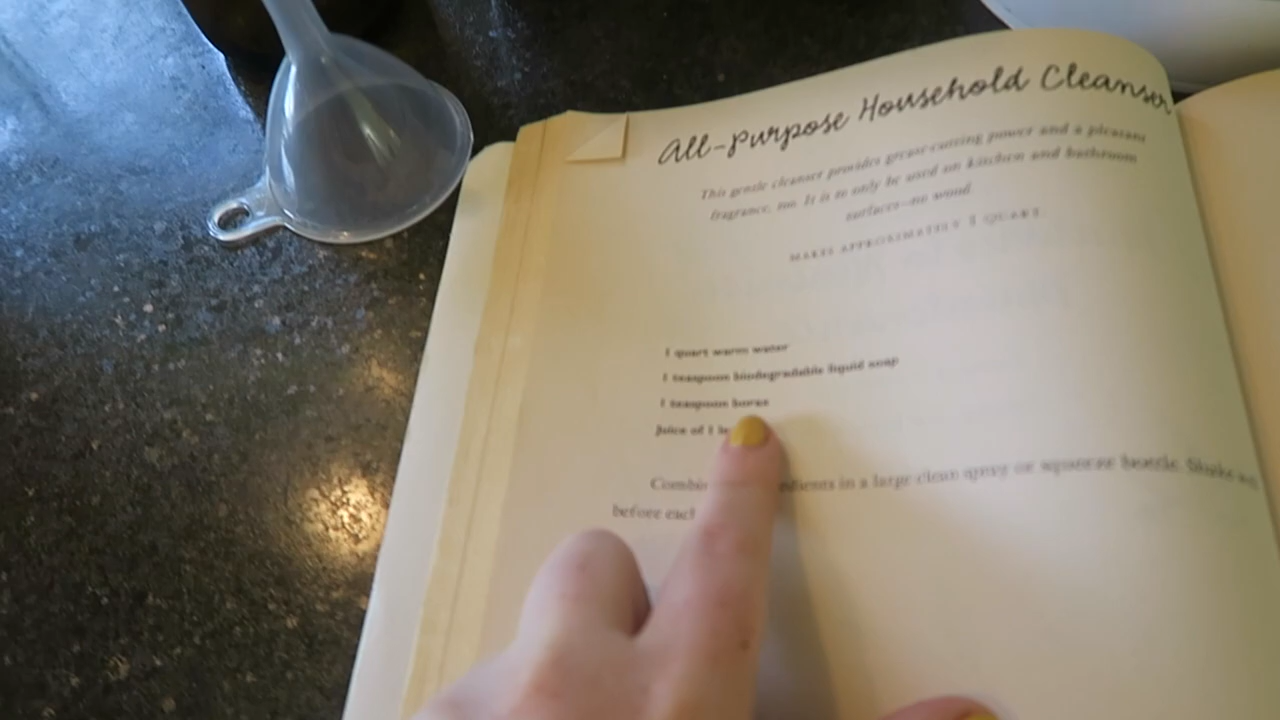 All-Purpose Household Cleanser
This gentle cleanser provides grease-cutting power and a pleasant
fragrance, too. It is to only be used on kitchen and bathroom
surfaces—no wood.
MAKES APPROXIMATELY 1 QUART
1 quart warm water
1 teaspoon biodegradable liquid soap
1 teaspoon borax
Juice of 1
in a large clean spray or squeeze bottle. Shake
before each